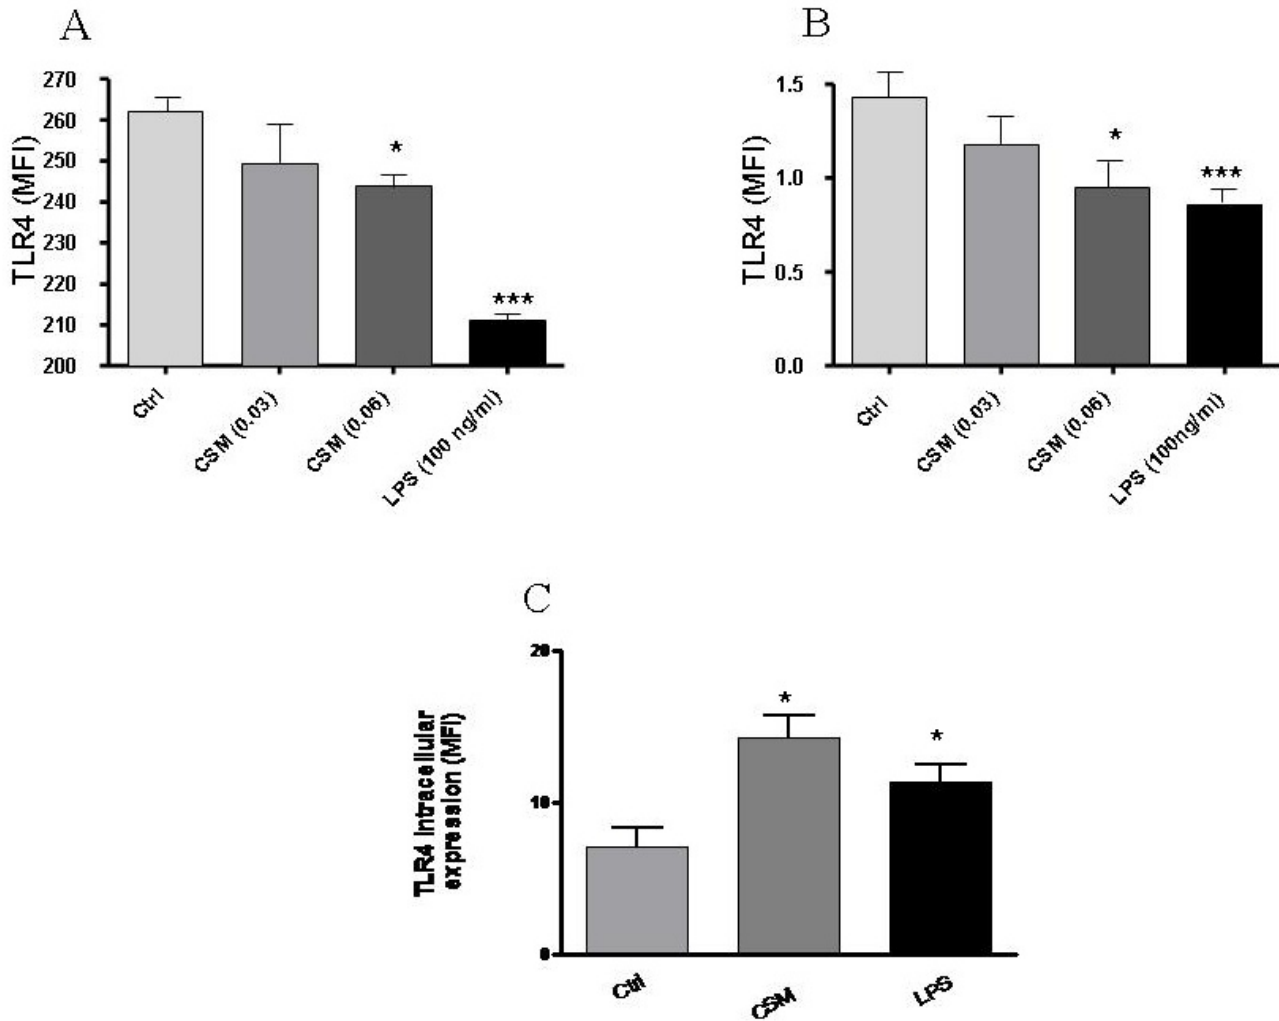 A
TLR4 (MFI)
270
260
250
240
230
220
210
200
*
***
Ctrl
CSM (0.03)
CSM (0.06)
LPS (100 ng/ml)
B
TLR4 (MFI)
1.5
1.0
0.5
0.0
*
***
Ctrl
CSM (0.03)
CSM (0.06)
LPS (100ng/ml)
C
TLR4 Intracellular
expression (MFI)
20
10
0
*
*
Ctrl
CSM
LPS